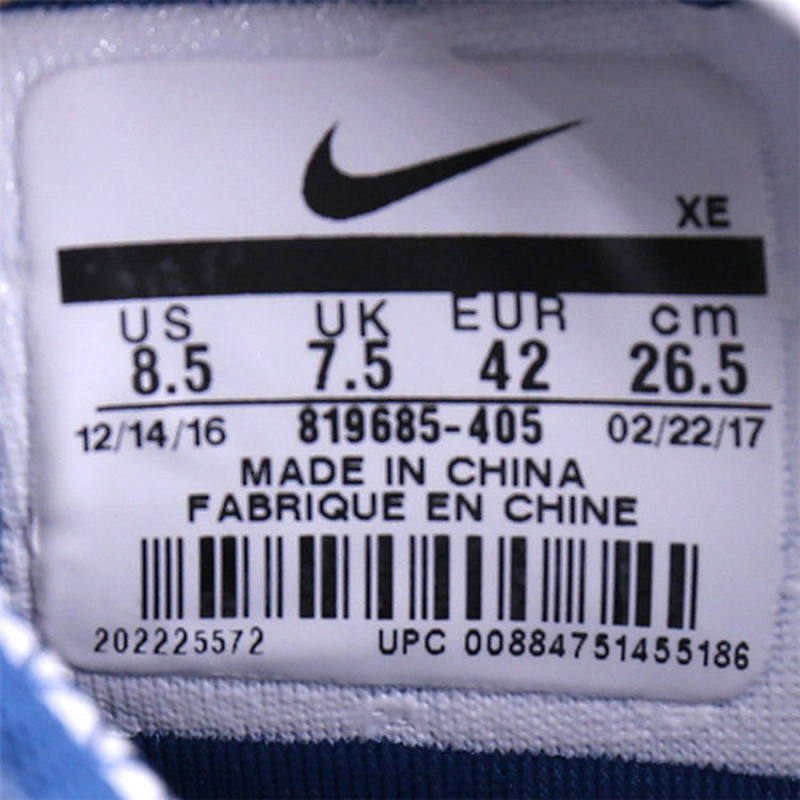 XE
US UK EUR cm
8.5 7.5 42 26.5
12/14/16 819685-405 02/22/17
MADE IN CHINA
FABRIQUE EN CHINE
202225572 UPC 00884751455186